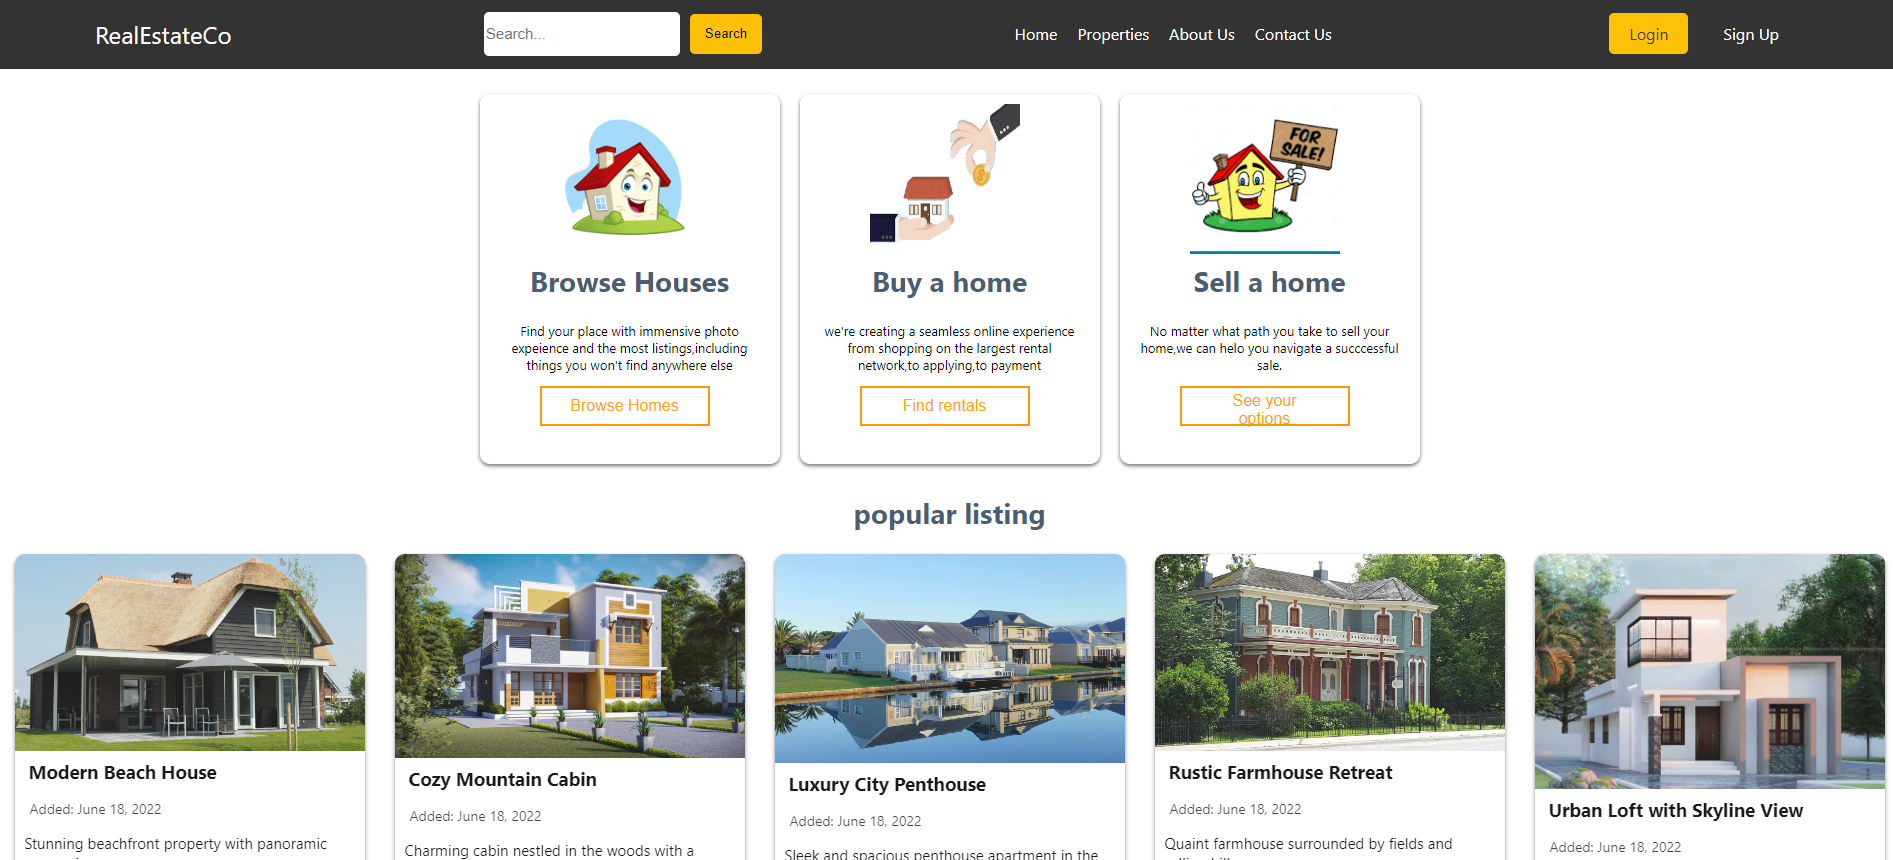 RealEstateCo
Search...
Search
Home
Properties
About Us
Contact Us
Login
Sign Up
FOR
SALE!
Browse Houses
Find your place with immensive photo
expeience and the most listings,including
things you won't find anywhere else
Browse Homes
Buy a home
we're creating a seamless online experience
from shopping on the largest rental
network,to applying,to payment
Find rentals
Sell a home
No matter what path you take to sell your
home,we can helo you navigate a succcessful
sale.
See your
options
popular listing
Modern Beach House
Added: June 18, 2022
Stunning beachfront property with panoramic
Cozy Mountain Cabin
Added: June 18, 2022
Charming cabin nestled in the woods with a
Luxury City Penthouse
Added: June 18, 2022
Sleek and spacious penthouse apartment in the
Rustic Farmhouse Retreat
Added: June 18, 2022
Quaint farmhouse surrounded by fields and
Urban Loft with Skyline View
Added: June 18, 2022